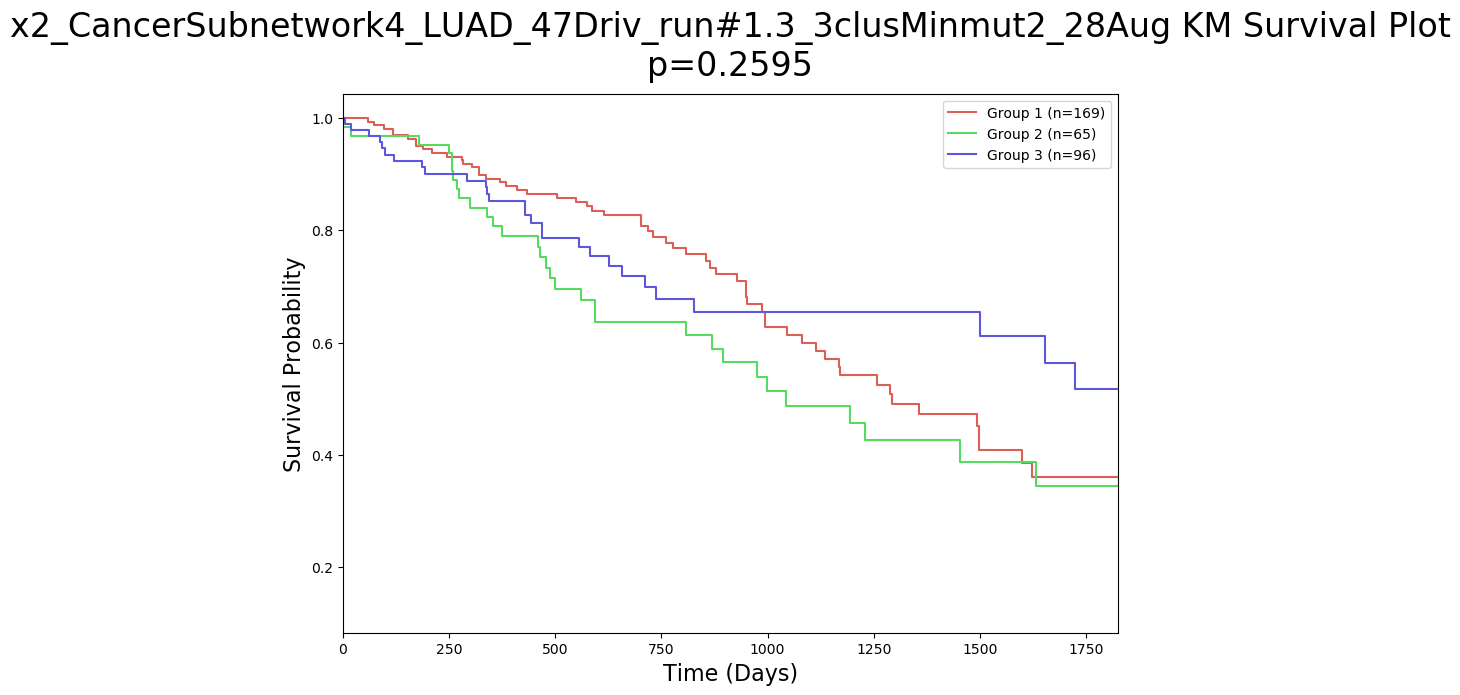 x2_CancerSubnetwork4_LUAD_47Driv_run#1.3_3clusMinmut2_28Aug KM Survival Plot
p=0.2595
Group 1 (n=169)
Group 2 (n=65)
Group 3 (n=96)
Survival Probability
1.0
0.8
0.6
0.4
0.2
0 250 500 750 1000 1250 1500 1750
Time (Days)